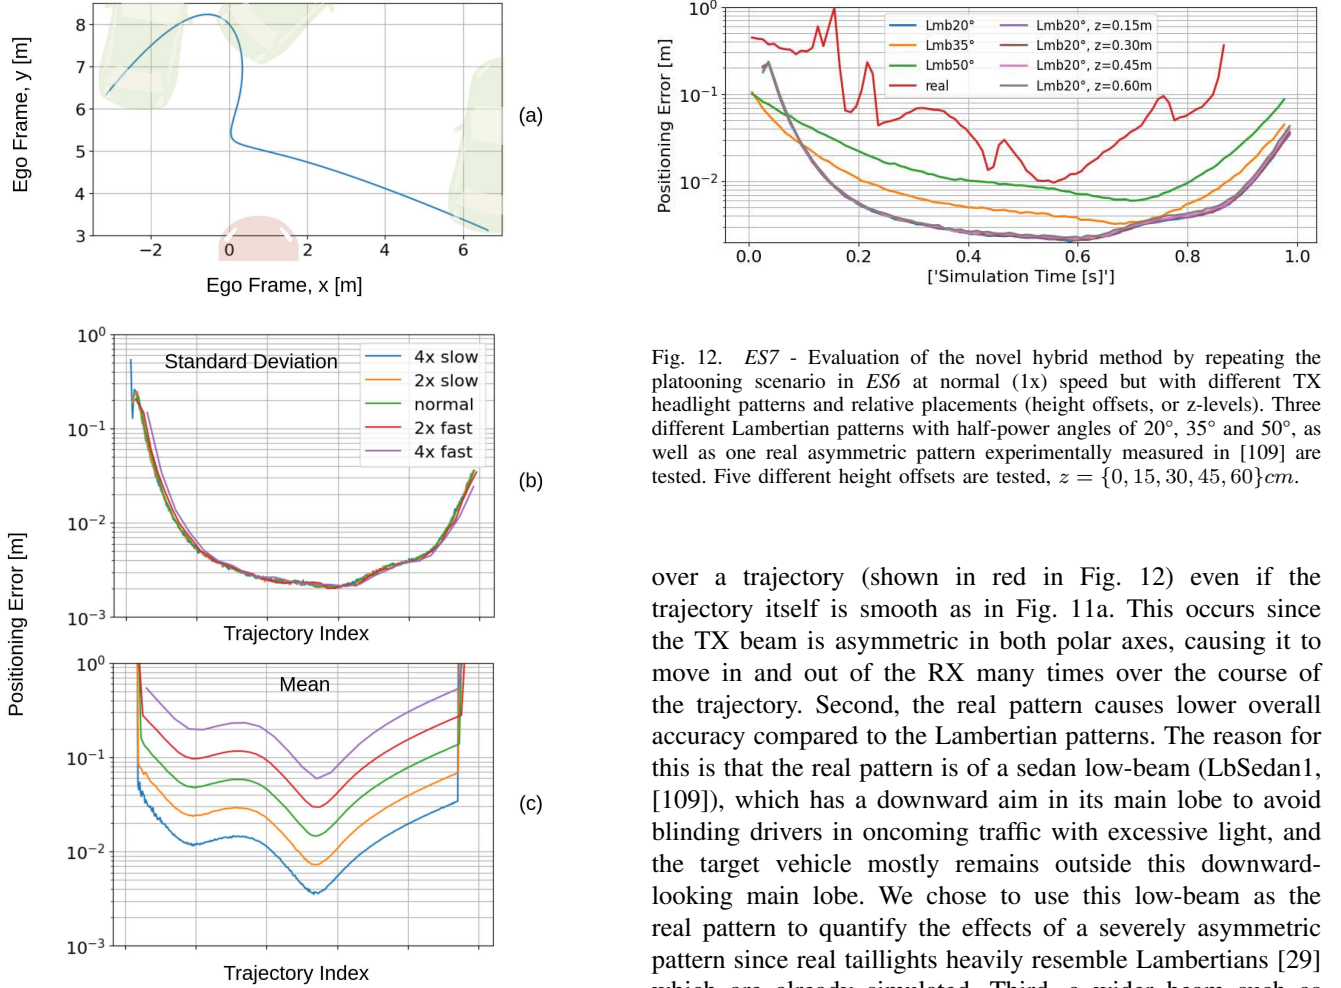 8
7
6
5
4
3
Ego Frame, y [m]
−2
0
2
4
6
Ego Frame, x [m]
(a)
10⁰
10⁻¹
10⁻²
10⁻³
Standard Deviation
4x slow
2x slow
normal
2x fast
4x fast
(b)
Trajectory Index
Positioning Error [m]
10⁰
10⁻¹
10⁻²
10⁻³
Mean
(c)
Trajectory Index
10⁰
10⁻¹
10⁻²
Positioning Error [m]
Lmb20°
Lmb35°
Lmb50°
real
Lmb20°, z=0.15m
Lmb20°, z=0.30m
Lmb20°, z=0.45m
Lmb20°, z=0.60m
0.0
0.2
0.4
0.6
0.8
1.0
['Simulation Time [s]']
Fig. 12. ES7 - Evaluation of the novel hybrid method by repeating the
platooning scenario in ES6 at normal (1x) speed but with different TX
headlight patterns and relative placements (height offsets, or z-levels). Three
different Lambertian patterns with half-power angles of 20°, 35° and 50°, as
well as one real asymmetric pattern experimentally measured in [109] are
tested. Five different height offsets are tested, z = {0, 15, 30, 45, 60}cm.
over a trajectory (shown in red in Fig. 12) even if the
trajectory itself is smooth as in Fig. 11a. This occurs since
the TX beam is asymmetric in both polar axes, causing it to
move in and out of the RX many times over the course of
the trajectory. Second, the real pattern causes lower overall
accuracy compared to the Lambertian patterns. The reason for
this is that the real pattern is of a sedan low-beam (LbSedan1,
[109]), which has a downward aim in its main lobe to avoid
blinding drivers in oncoming traffic with excessive light, and
the target vehicle mostly remains outside this downward-
looking main lobe. We chose to use this low-beam as the
real pattern to quantify the effects of a severely asymmetric
pattern since real taillights heavily resemble Lambertians [29]
which are already simulated. Third, a wider beam such as